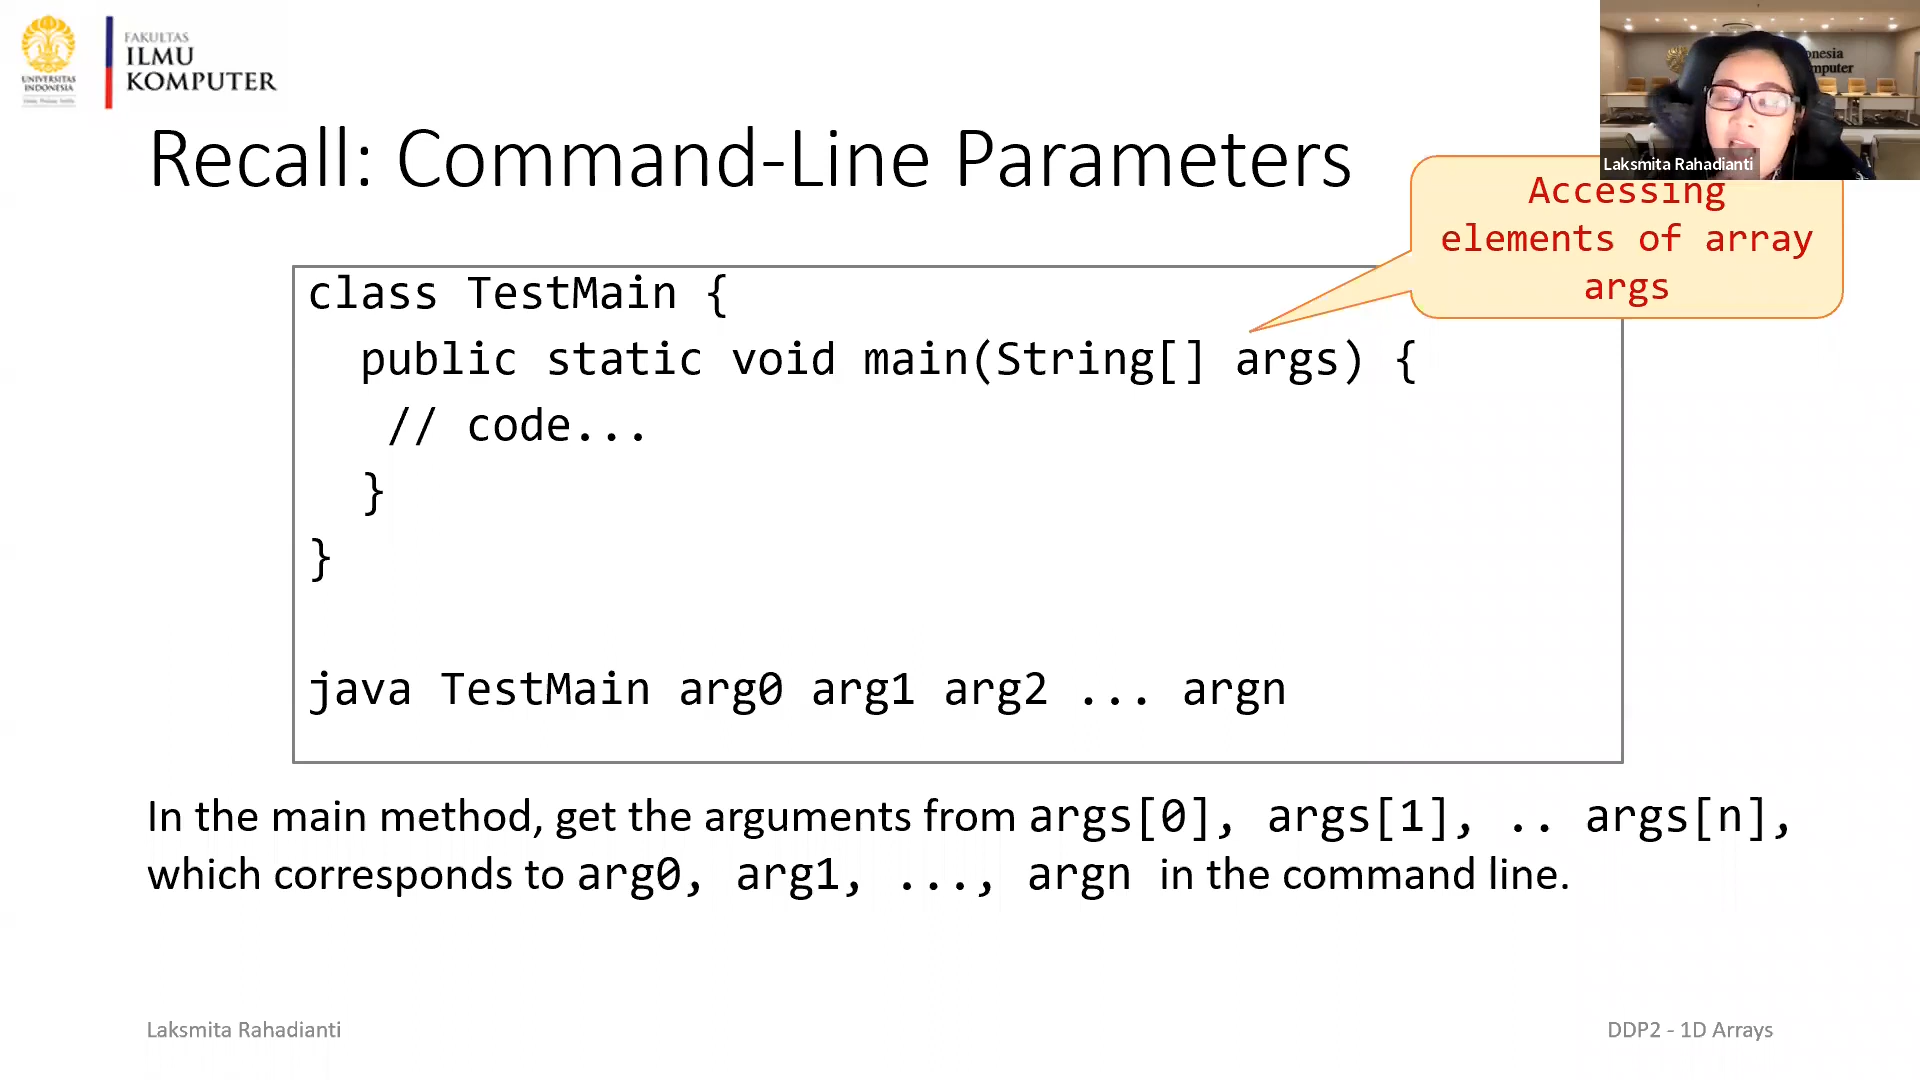 UNIVERSITAS
INDONESIA
FAKULTAS
ILMU
KOMPUTER
onesia
mputer
Laksmita Rahadianti
Recall: Command-Line Parameters
Accessing
elements of array
args
class TestMain {
public static void main(String[] args) {
// code...
}
}
java TestMain arg0 arg1 arg2 ... argn
In the main method, get the arguments from args[0], args[1], .. args[n],
which corresponds to arg0, arg1, ..., argn in the command line.
Laksmita Rahadianti
DDP2 - 1D Arrays